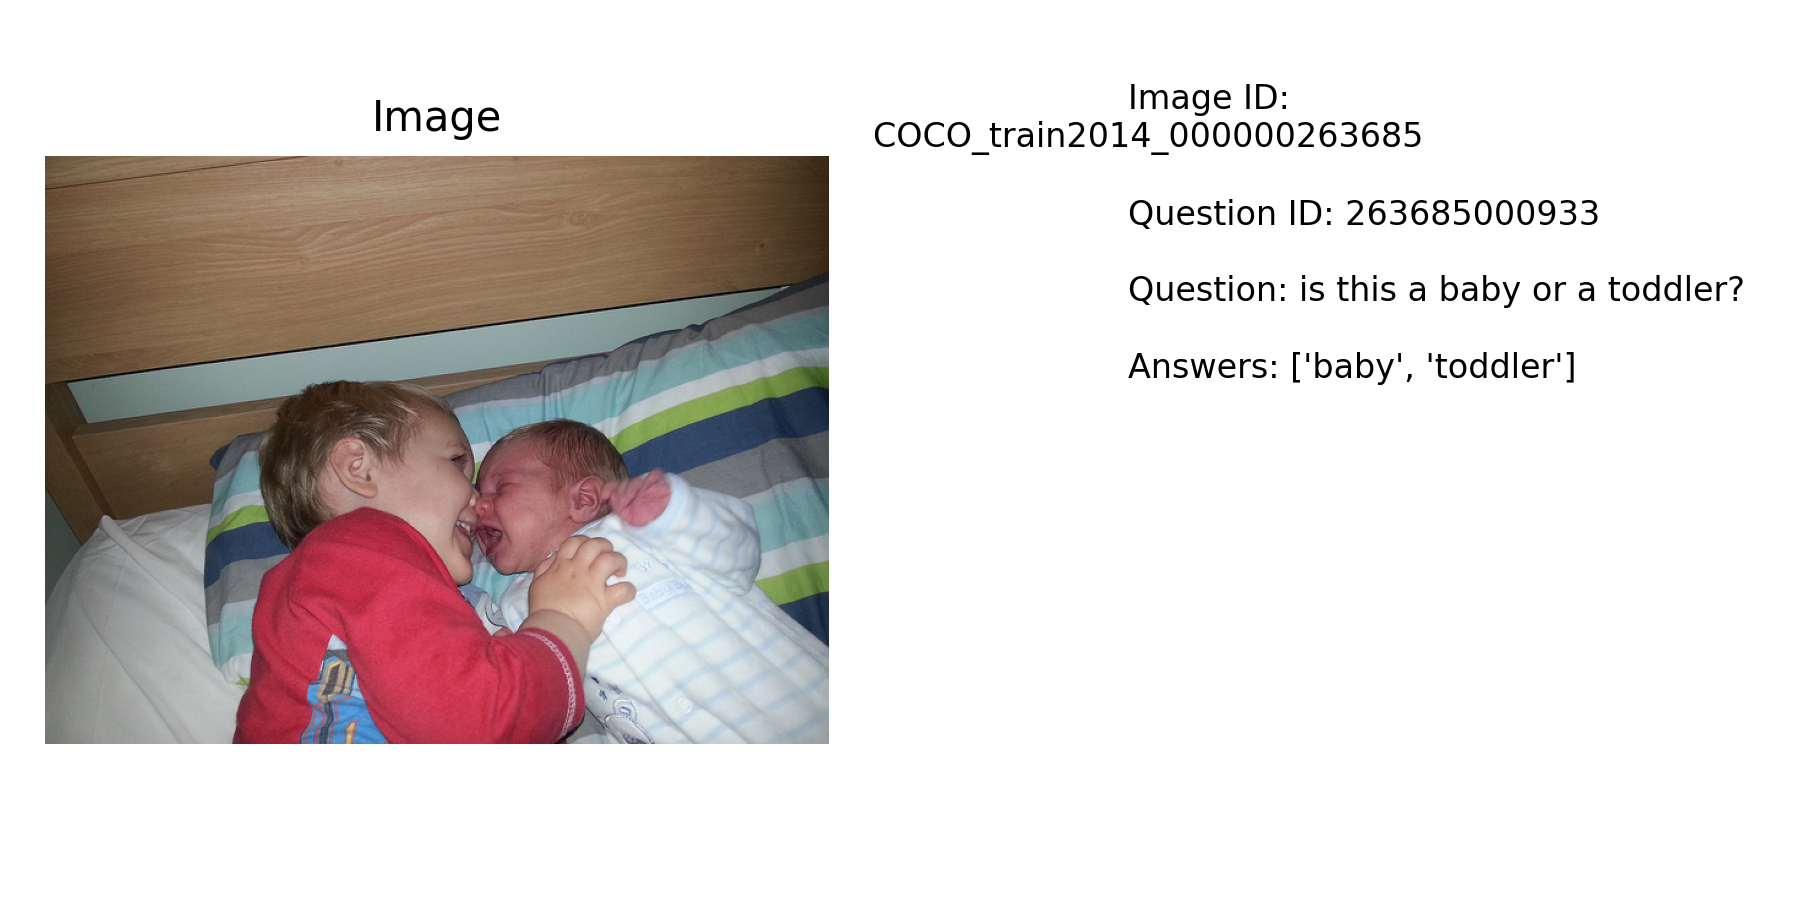 Image
Image ID:
COCO_train2014_000000263685
Question ID: 263685000933
Question: is this a baby or a toddler?
Answers: ['baby', 'toddler']